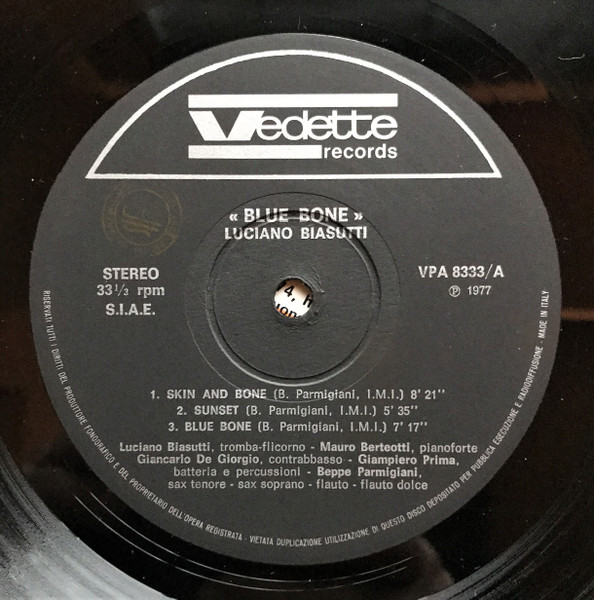 Vedette
records
« BLUE BONE »
LUCIANO BIASUTTI
STEREO
33 1/3 rpm
S.I.A.E.
VPA 8333/A
Ⓟ 1977
1. SKIN AND BONE (B. Parmigiani, I.M.I.) 8' 21''
2. SUNSET (B. Parmigiani, I.M.I.) 5' 35''
3. BLUE BONE (B. Parmigiani, I.M.I.) 7' 17''
Luciano Biasutti, tromba-flicorno - Mauro Berteotti, pianoforte
Giancarlo De Giorgio, contrabbasso - Giampiero Prima,
batteria e percussioni - Beppe Parmigiani,
sax tenore - sax soprano - flauto - flauto dolce
RISERVATI TUTTI I DIRITTI DEL PRODUTTORE FONOGRAFICO E DEL PROPRIETARIO DELL'OPERA REGISTRATA - VIETATA DUPLICAZIONE UTILIZZAZIONE DI QUESTO DISCO DEPOSITATO PER PUBBLICA ESECUZIONE E RADIODIFFUSIONE - MADE IN ITALY